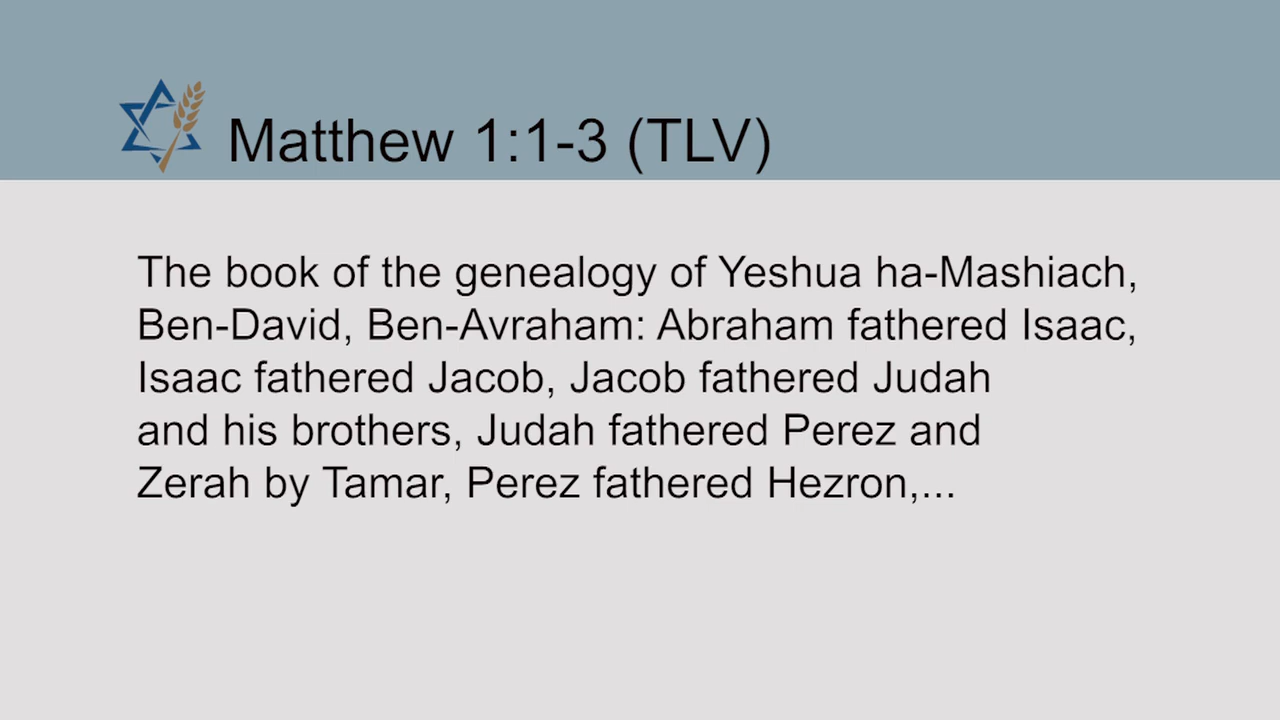 Matthew 1:1-3 (TLV)
The book of the genealogy of Yeshua ha-Mashiach,
Ben-David, Ben-Avraham: Abraham fathered Isaac,
Isaac fathered Jacob, Jacob fathered Judah
and his brothers, Judah fathered Perez and
Zerah by Tamar, Perez fathered Hezron,...